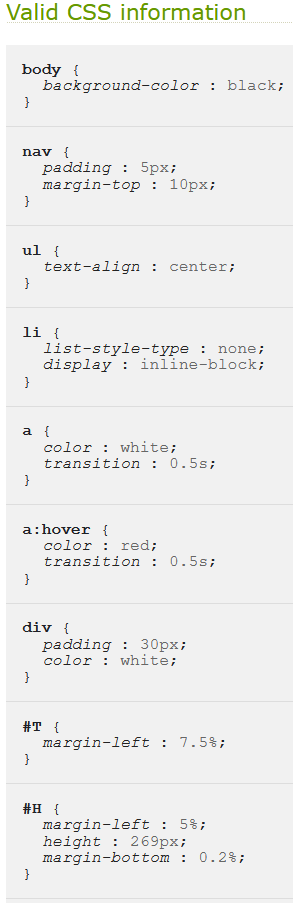 Valid CSS information
body {
background-color : black;
}
nav {
padding : 5px;
margin-top : 10px;
}
ul {
text-align : center;
}
li {
list-style-type : none;
display : inline-block;
}
a {
color : white;
transition : 0.5s;
}
a:hover {
color : red;
transition : 0.5s;
}
div {
padding : 30px;
color : white;
}
#T {
margin-left : 7.5%;
}
#H {
margin-left : 5%;
height : 269px;
margin-bottom : 0.2%;
}